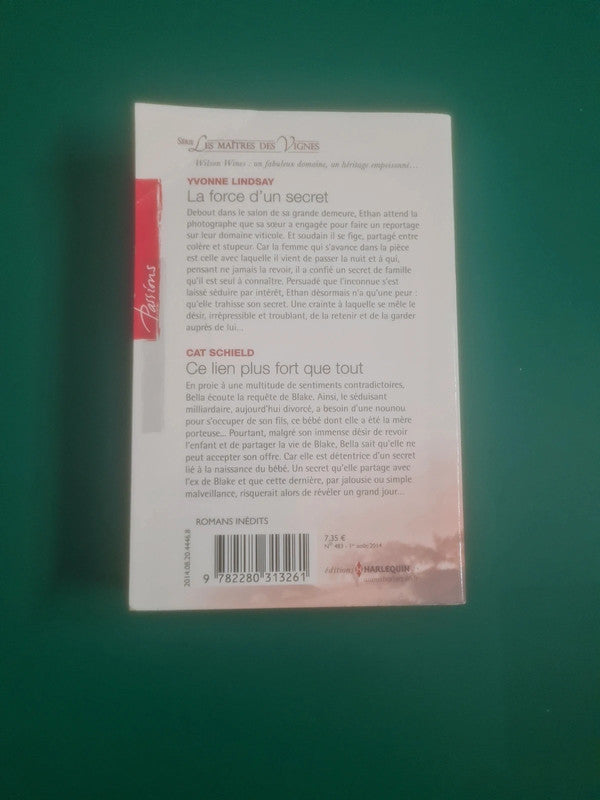 Série LES MAÎTRES DES VIGNES
Wilson Wines : un fabuleux domaine, un héritage empoisonné...
YVONNE LINDSAY
La force d'un secret
Debout dans le salon de sa grande demeure, Ethan attend la
photographe que sa sœur a engagée pour faire un reportage
sur leur domaine viticole. Et soudain il se fige, partagé entre
colère et stupeur. Car la femme qui s'avance dans la pièce
est celle avec laquelle il vient de passer la nuit et à qui,
pensant ne jamais la revoir, il a confié un secret de famille
qu'il est seul à connaître. Persuadé que l'inconnue s'est
laissé séduire par intérêt, Ethan désormais n'a qu'une peur :
qu'elle trahisse son secret. Une crainte à laquelle se mêle le
désir, irrépressible et troublant, de la retenir et de la garder
auprès de lui...
Passions
CAT SCHIELD
Ce lien plus fort que tout
En proie à une multitude de sentiments contradictoires,
Bella écoute la requête de Blake. Ainsi, le séduisant
milliardaire, aujourd'hui divorcé, a besoin d'une nounou
pour s'occuper de son fils, ce bébé dont elle a été la mère
porteuse... Pourtant, malgré son immense désir de revoir
l'enfant et de partager la vie de Blake, Bella sait qu'elle ne
peut accepter son offre. Car elle est détentrice d'un secret
lié à la naissance du bébé. Un secret qu'elle partage avec
l'ex de Blake et que cette dernière, par jalousie ou simple
malveillance, risquerait alors de révéler un grand jour...
ROMANS INÉDITS
2014.08.20.4446.8
9 782280 313261
7,35 €
N° 483 - 1er août 2014
éditions HARLEQUIN
www.harlequin.fr